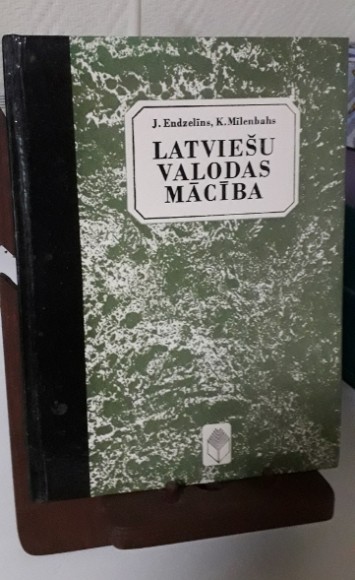 J. Endzelīns, K. Mīlenbahs
LATVIEŠU
VALODAS
MĀCĪBA